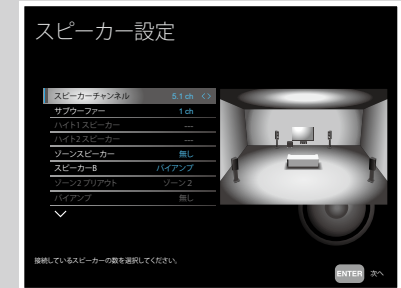 スピーカー設定
スピーカーチャンネル 5.1 ch < >
サブウーファー 1 ch
ハイト1 スピーカー ---
ハイト2 スピーカー ---
ゾーンスピーカー 無し
スピーカーB バイアンプ
ゾーン2 プリアウト ゾーン 2
バイアンプ 無し
接続しているスピーカーの数を選択してください。
ENTER 次へ